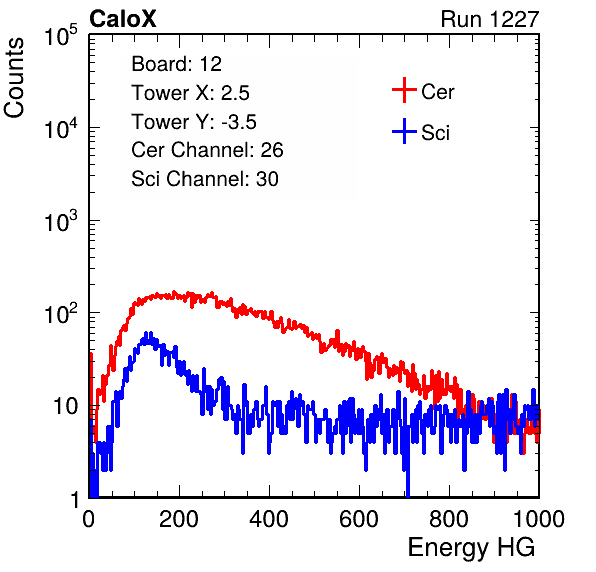 CaloX Run 1227
Counts
10^5
10^4
10^3
10^2
10
1
Board: 12
Tower X: 2.5
Tower Y: -3.5
Cer Channel: 26
Sci Channel: 30
Cer
Sci
0 200 400 600 800 1000
Energy HG